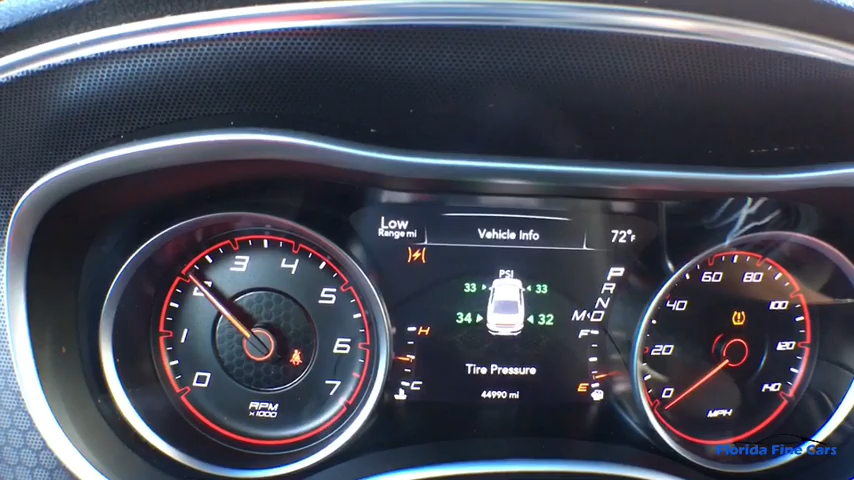 Low
Range mi
Vehicle Info
72°F
PSI
33 33
34 32
Tire Pressure
44990 mi
P
R
N
M D
H
C
F
E
0 1 2 3 4 5 6 7
RPM
x1000
0 20 40 60 80 100 120 140
MPH
Florida Fine Cars